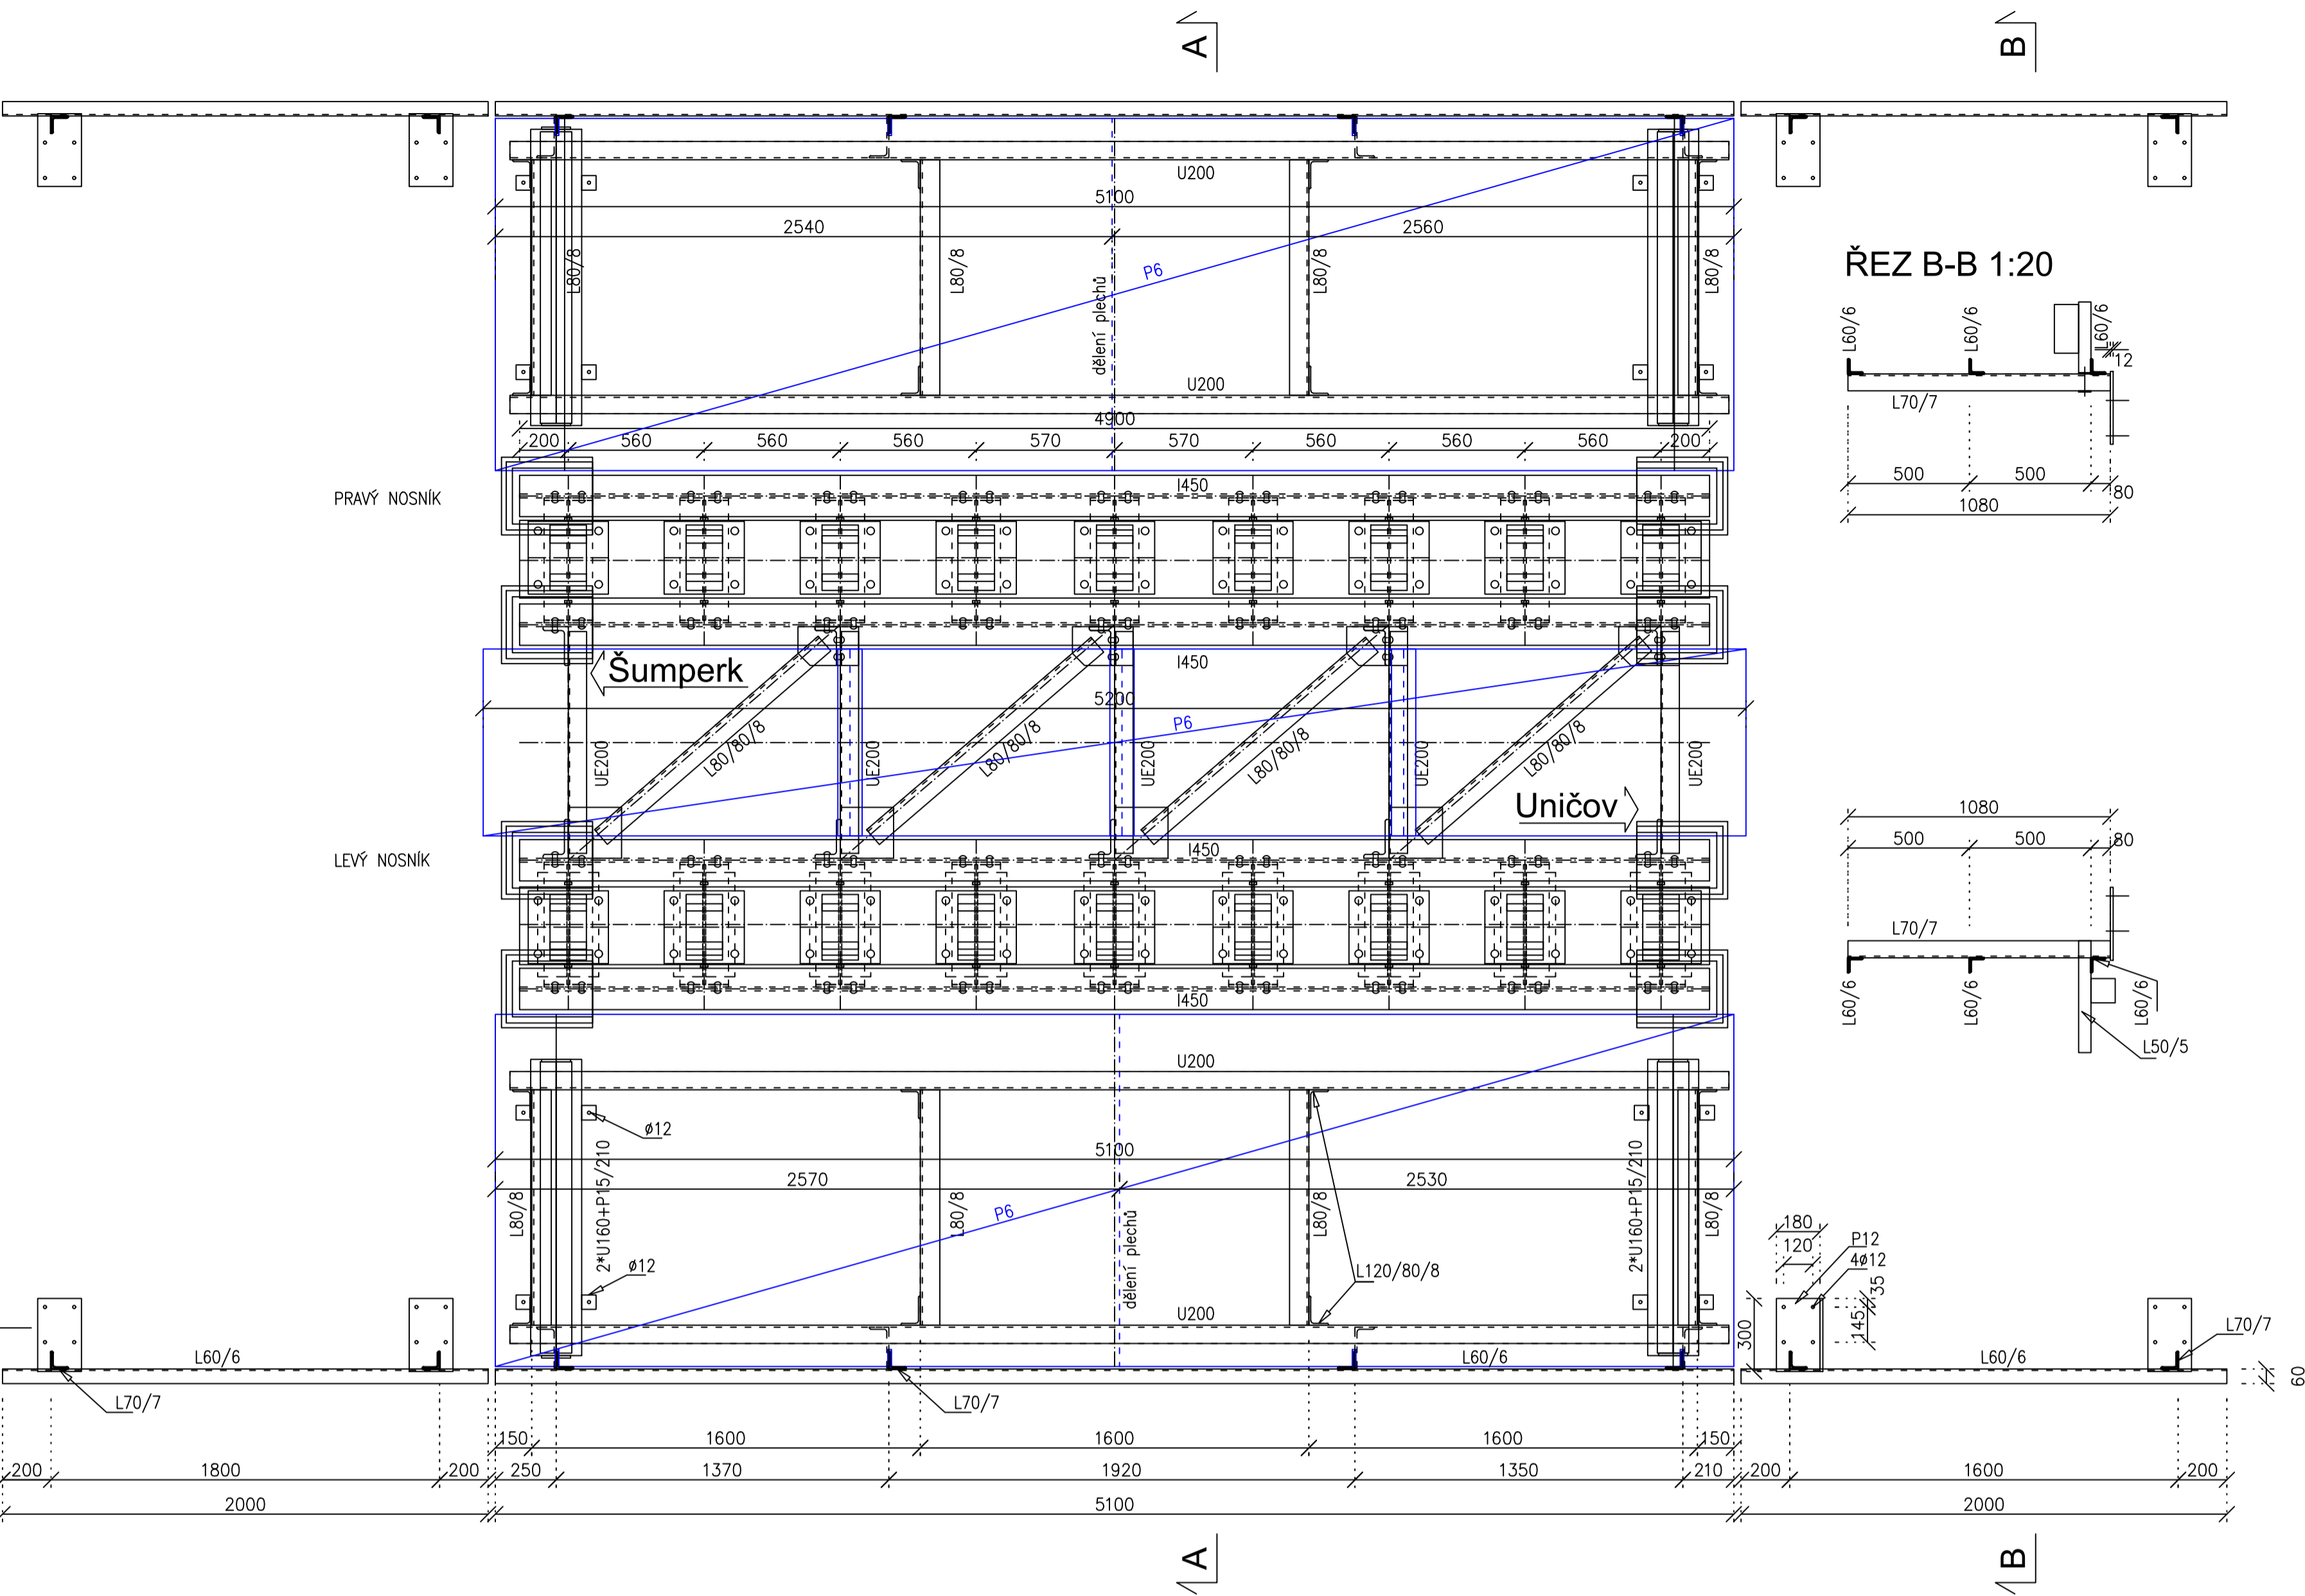 A
B
U200
5100
2540
2560
L80/8
L80/8
L80/8
L80/8
P6
dělení plechů
U200
4900
200
560
560
560
570
570
560
560
560
200
ŘEZ B-B 1:20
L60/6
L60/6
L60/6
12
L70/7
500
500
80
1080
PRAVÝ NOSNÍK
I450
I450
Šumperk
5200
P6
UE200
L80/80/8
UE200
L80/80/8
UE200
L80/80/8
UE200
L80/80/8
UE200
Uničov
LEVÝ NOSNÍK
I450
I450
1080
500
500
80
L70/7
L60/6
L60/6
L60/6
L50/5
U200
ø12
5100
2570
2530
L80/8
2*U160+P15/210
L80/8
L80/8
2*U160+P15/210
L80/8
P6
dělení plechů
ø12
L120/80/8
U200
180
120
P12
4ø12
35
145
300
L70/7
L60/6
L60/6
L60/6
60
L70/7
L70/7
150
1600
1600
1600
150
200
1800
200
250
1370
1920
1350
210
200
1600
200
2000
5100
2000
A
B